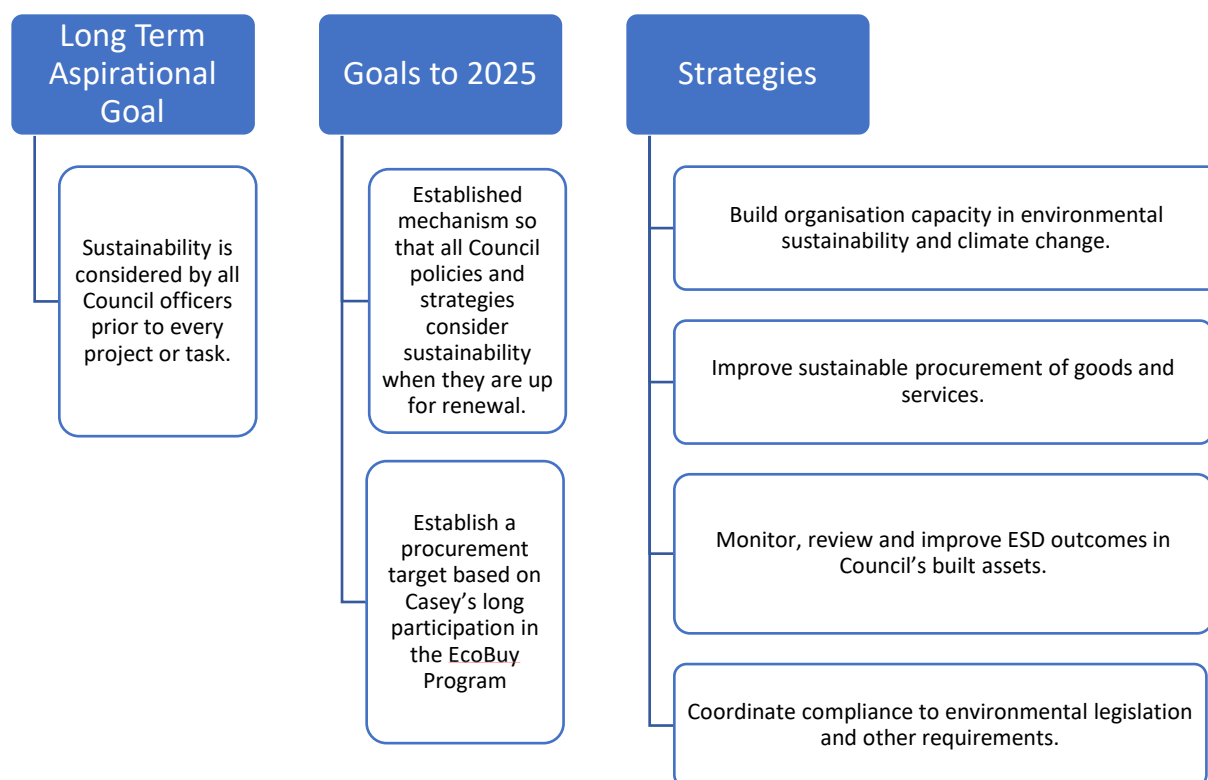 Long Term
Aspirational
Goal
Sustainability is
considered by all
Council officers
prior to every
project or task.
Goals to 2025
Established
mechanism so
that all Council
policies and
strategies
consider
sustainability
when they are up
for renewal.
Establish a
procurement
target based on
Casey’s long
participation in
the EcoBuy
Program
Strategies
Build organisation capacity in environmental
sustainability and climate change.
Improve sustainable procurement of goods and
services.
Monitor, review and improve ESD outcomes in
Council’s built assets.
Coordinate compliance to environmental legislation
and other requirements.